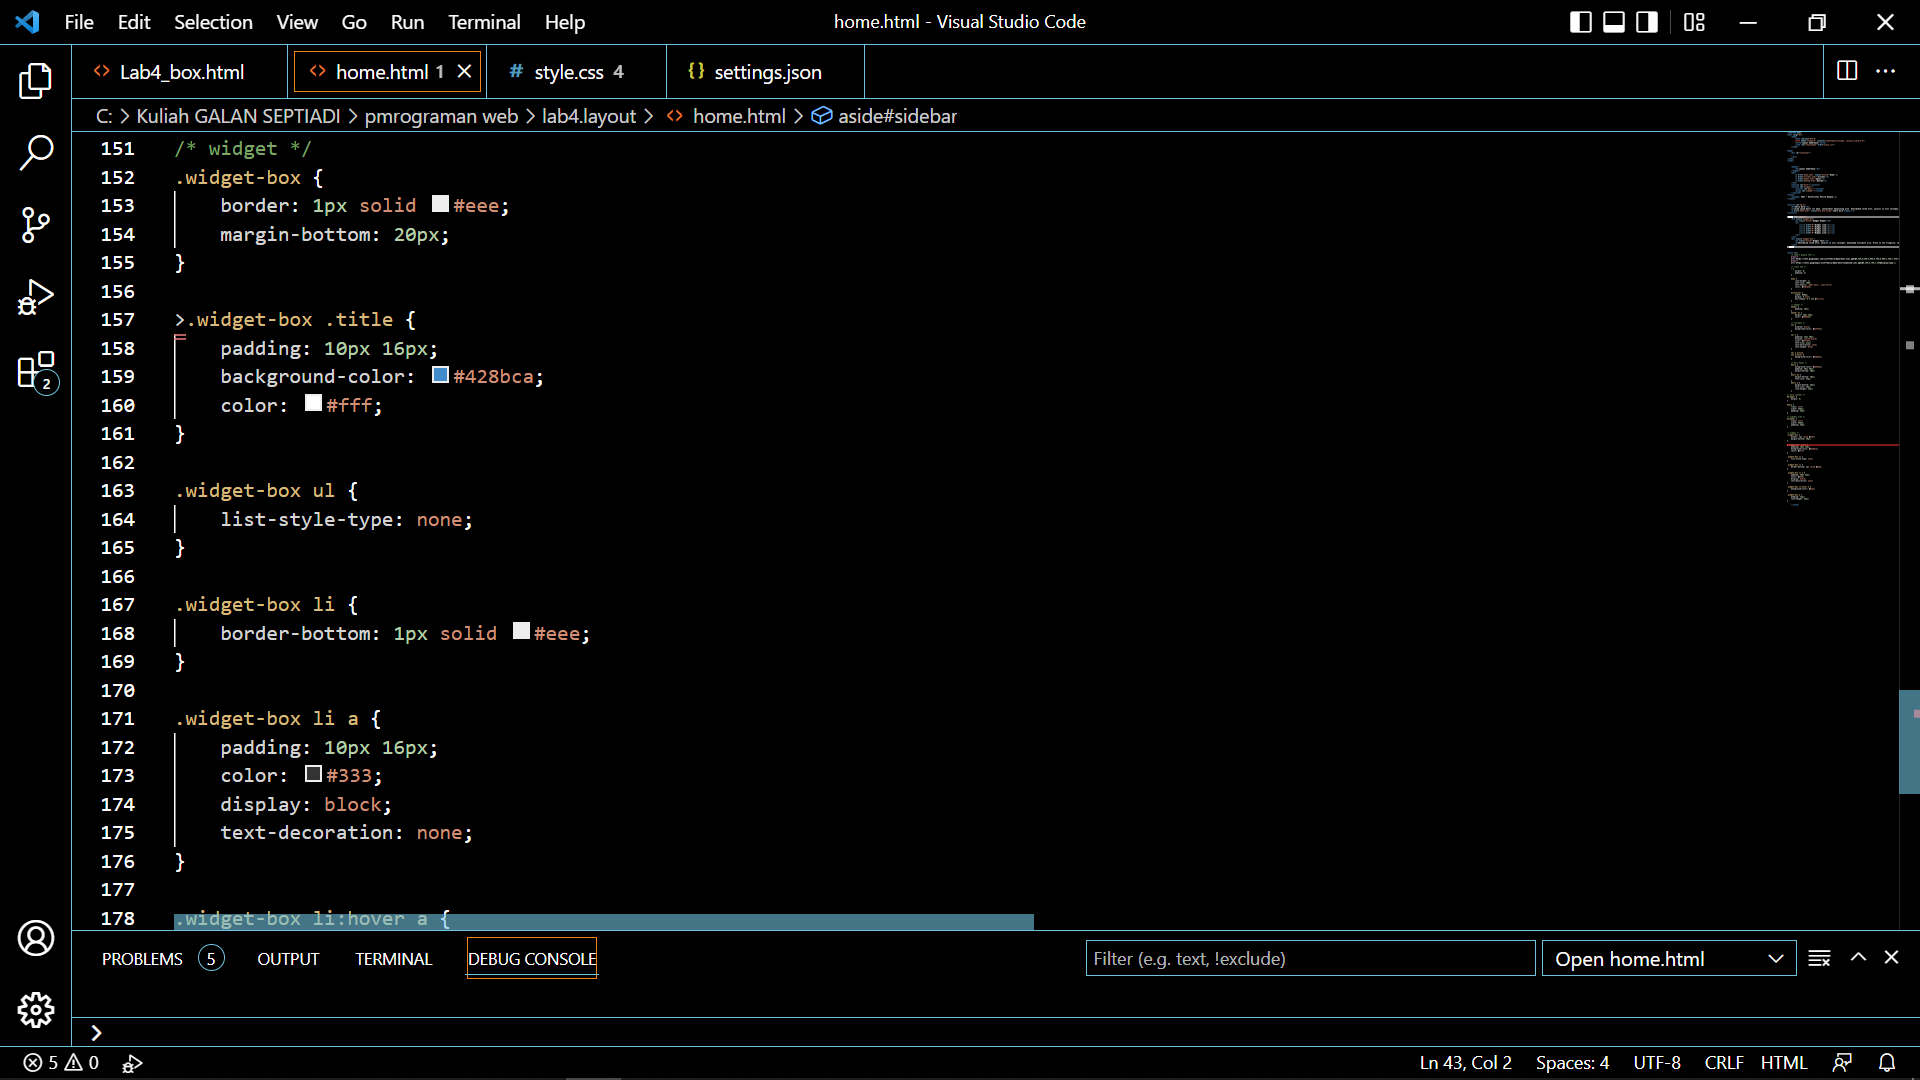 File Edit Selection View Go Run Terminal Help home.html - Visual Studio Code
Lab4_box.html home.html 1 # style.css 4 {} settings.json
C: > Kuliah GALAN SEPTIADI > pmrograman web > lab4.layout > home.html > aside#sidebar
151 /* widget */
152 .widget-box {
153 border: 1px solid #eee;
154 margin-bottom: 20px;
155 }
156
157 >.widget-box .title {
158 padding: 10px 16px;
159 background-color: #428bca;
160 color: #fff;
161 }
162
163 .widget-box ul {
164 list-style-type: none;
165 }
166
167 .widget-box li {
168 border-bottom: 1px solid #eee;
169 }
170
171 .widget-box li a {
172 padding: 10px 16px;
173 color: #333;
174 display: block;
175 text-decoration: none;
176 }
177
178 .widget-box li:hover a {
2
PROBLEMS 5 OUTPUT TERMINAL DEBUG CONSOLE Filter (e.g. text, !exclude) Open home.html
>
5 0 Ln 43, Col 2 Spaces: 4 UTF-8 CRLF HTML